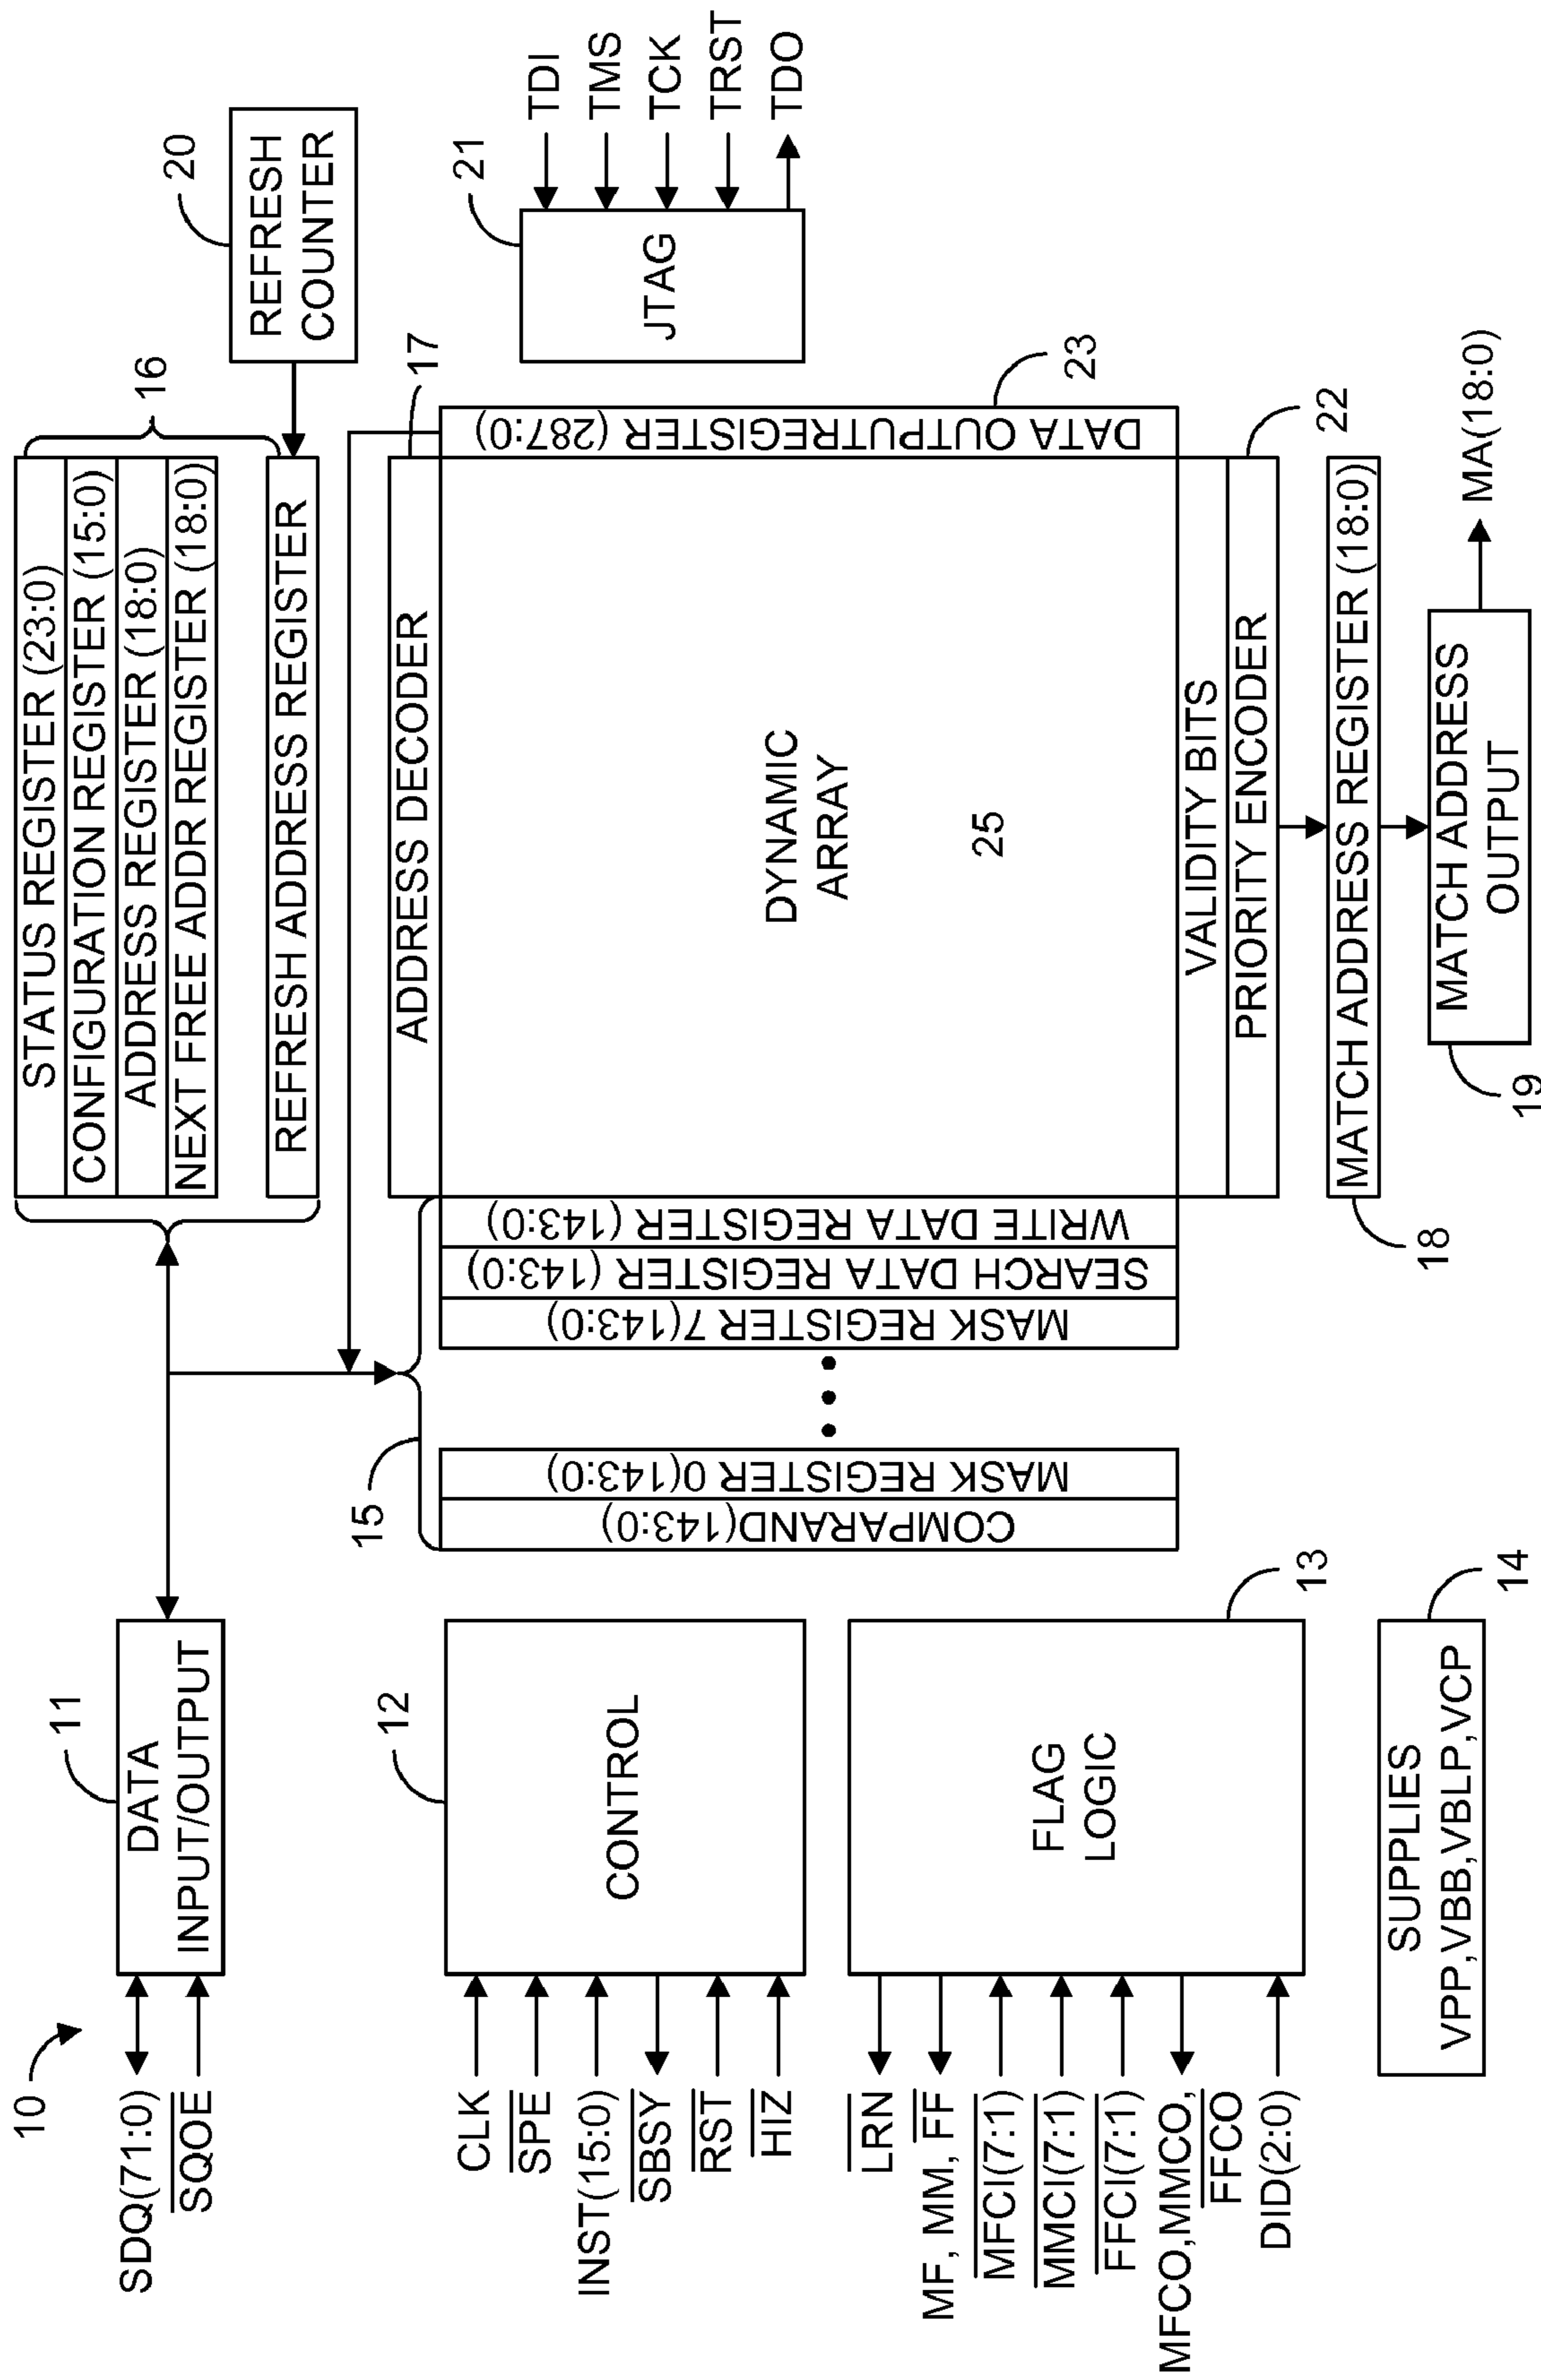 10
SDQ(71:0)
SQOE
11
DATA
INPUT/OUTPUT
CLK
SPE
INST(15:0)
SBSY
RST
HIZ
12
CONTROL
LRN
MF, MM, FF
MFCI(7:1)
MMCI(7:1)
FFCI(7:1)
MFCO,MMCO,
FFCO
DID(2:0)
FLAG
LOGIC
13
SUPPLIES
VPP,VBB,VBLP,VCP
14
15
COMPARAND(143:0)
MASK REGISTER 0(143:0)
MASK REGISTER 7(143:0)
SEARCH DATA REGISTER (143:0)
WRITE DATA REGISTER (143:0)
STATUS REGISTER (23:0)
CONFIGURATION REGISTER (15:0)
ADDRESS REGISTER (18:0)
NEXT FREE ADDR REGISTER (18:0)
REFRESH ADDRESS REGISTER
16
20
REFRESH
COUNTER
17
ADDRESS DECODER
DYNAMIC
ARRAY
25
DATA OUTPUTREGISTER (287:0)
23
VALIDITY BITS
PRIORITY ENCODER
22
18
MATCH ADDRESS REGISTER (18:0)
19
MATCH ADDRESS
OUTPUT
MA(18:0)
21
JTAG
TDI
TMS
TCK
TRST
TDO